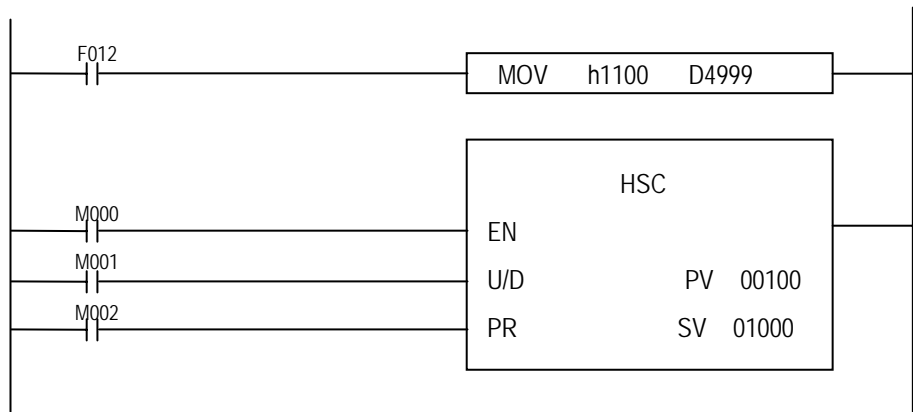 F012
MOV h1100 D4999
HSC
M000
EN
M001
U/D PV 00100
M002
PR SV 01000